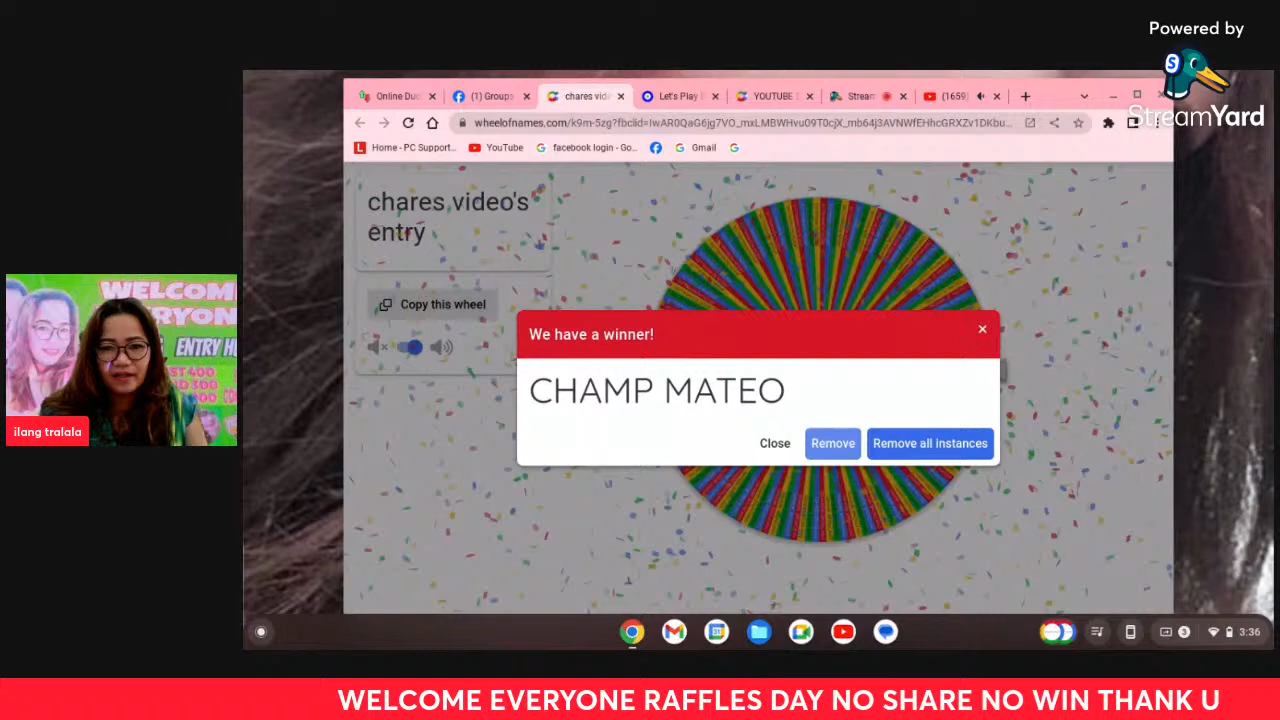 Powered by
StreamYard
Online Duc
(1) Groups
chares vide
Let's Play
YOUTUBE
Stream
(1659)
wheelofnames.com/k9m-5zg?fbclid=IwAR0QaG6jg7VO_mxLMBWHvu09T0cjX_mb64j3AVNWfEHhcGRXZv1DKbu...
Home - PC Support...
YouTube
facebook login - Go...
Gmail
chares video's
entry
Copy this wheel
We have a winner!
CHAMP MATEO
Close
Remove
Remove all instances
WELCOM
ENTRY
ilang tralala
3
3:36
WELCOME EVERYONE RAFFLES DAY NO SHARE NO WIN THANK U